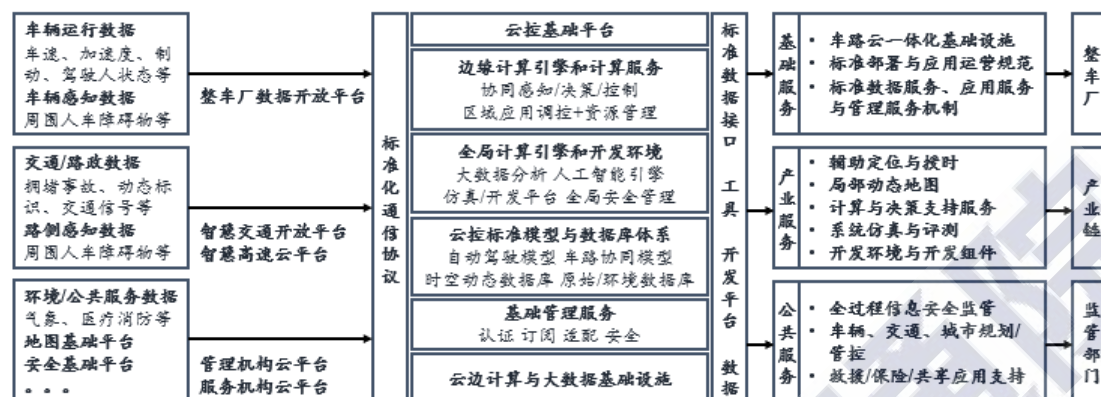 车辆运行数据
车速、加速度、制
动、驾驶人状态等
车辆感知数据
周围人车障碍物等
整车厂数据开放平台
交通/路政数据
拥堵事故、动态标
识、交通信号等
路侧感知数据
周围人车障碍物等
智慧交通开放平台
智慧高速云平台
环境/公共服务数据
气象、医疗消防等
地图基础平台
安全基础平台
。。。
管理机构云平台
服务机构云平台
标准化通信协议
云控基础平台
边缘计算引擎和计算服务
协同感知/决策/控制
区域应用调控+资源管理
全局计算引擎和开发环境
大数据分析 人工智能引擎
仿真/开发平台 全局安全管理
云控标准模型与数据库体系
自动驾驶模型 车路协同模型
时空动态数据库 原始/环境数据库
基础管理服务
认证 订阅 适配 安全
云边计算与大数据基础设施
标准数据接口 工具 开发平台 数据
基础服务
• 车路云一体化基础设施
• 标准部署与应用运营规范
• 标准数据服务、应用服务
与管理服务机制
整车厂
产业服务
• 辅助定位与授时
• 局部动态地图
• 计算与决策支持服务
• 系统仿真与评测
• 开发环境与开发组件
产业链
公共服务
• 全过程信息安全监管
• 车辆、交通、城市规划/
管控
• 救援/保险/共享应用支持
监管部门